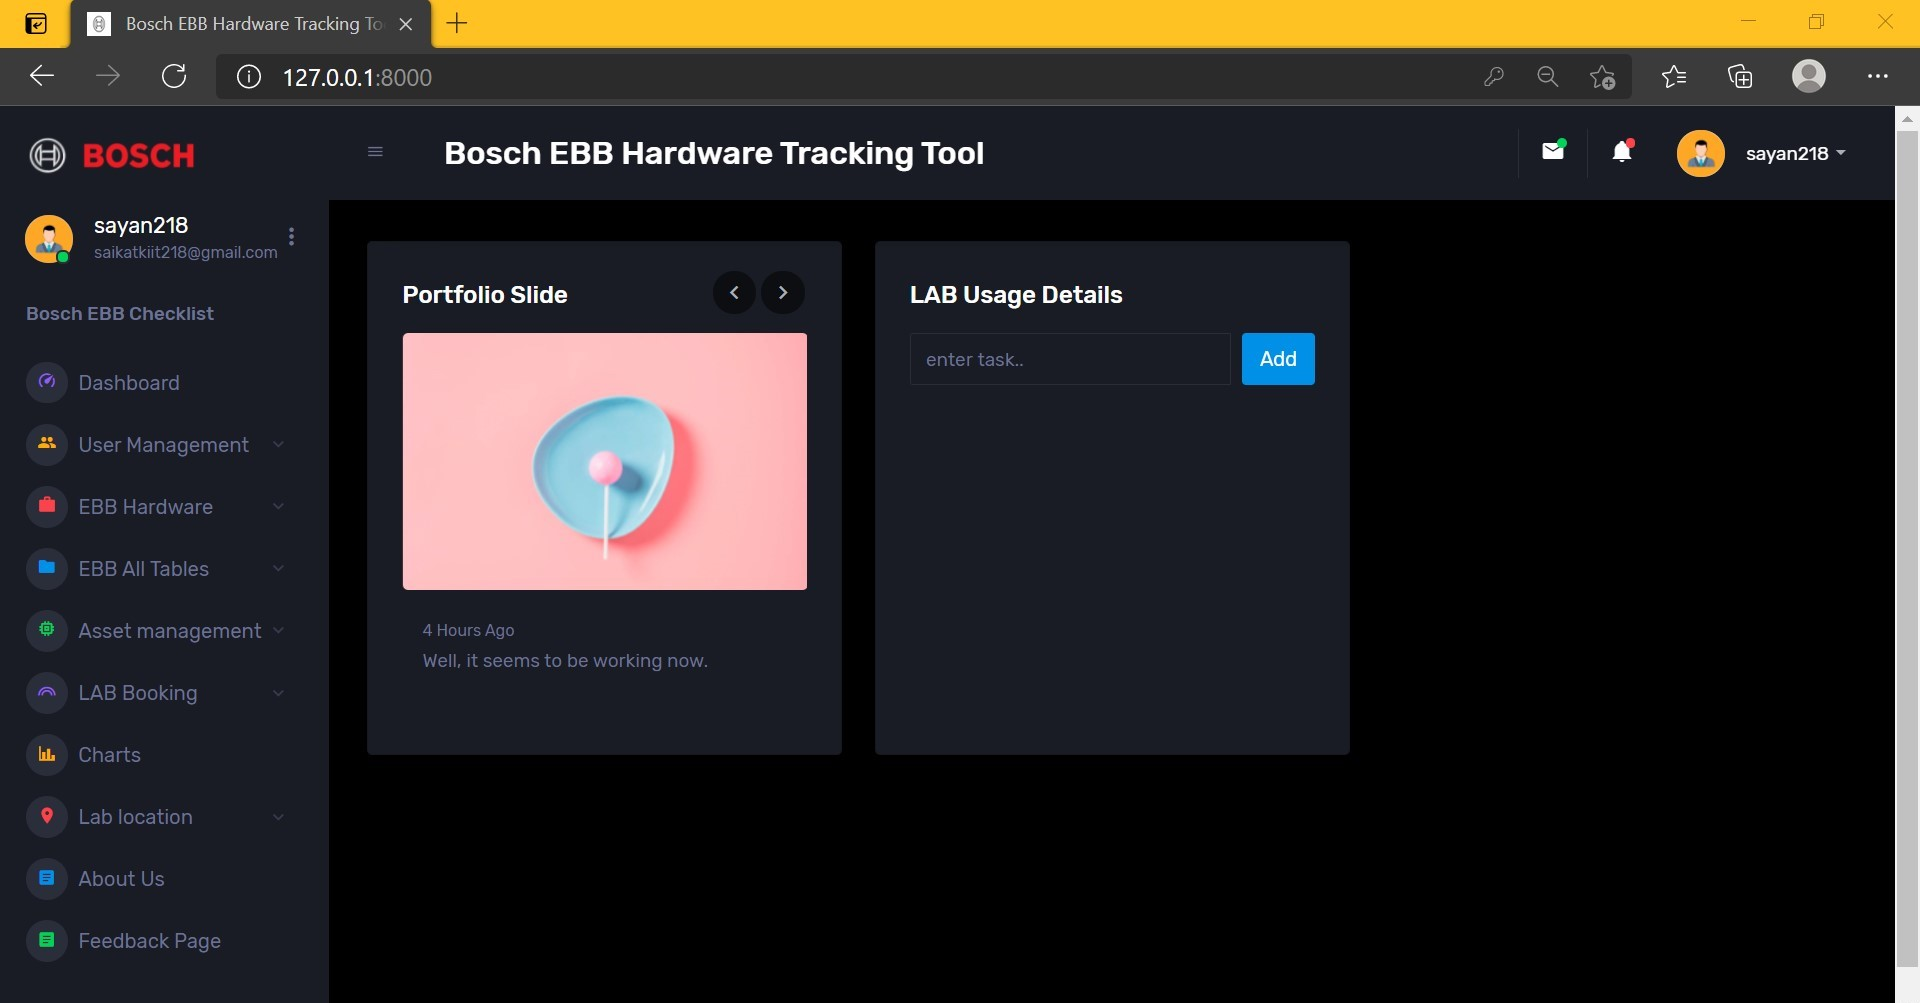 Bosch EBB Hardware Tracking To
127.0.0.1:8000
BOSCH
Bosch EBB Hardware Tracking Tool
sayan218
sayan218
saikatkiit218@gmail.com
Bosch EBB Checklist
Dashboard
User Management
EBB Hardware
EBB All Tables
Asset management
LAB Booking
Charts
Lab location
About Us
Feedback Page
Portfolio Slide
4 Hours Ago
Well, it seems to be working now.
LAB Usage Details
enter task..
Add